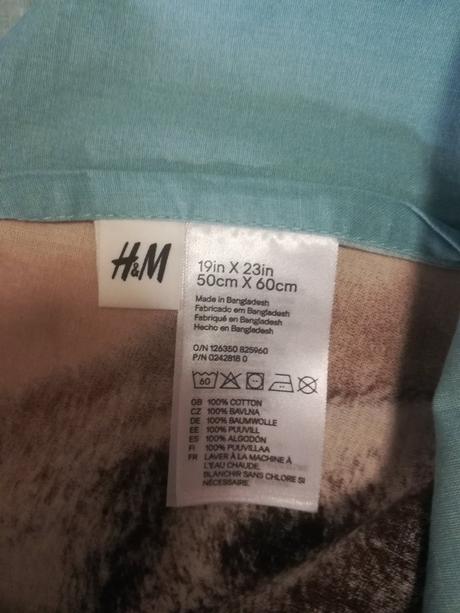 H&M
19in X 23in
50cm X 60cm
Made in Bangladesh
Fabricado em Bangladesh
Fabriqué en Bangladesh
Hecho en Bangladesh
O/N 126350 825960
P/N 0242818 0
60
GB 100% COTTON
CZ 100% BAVLNA
DE 100% BAUMWOLLE
EE 100% PUUVILL
ES 100% ALGODÓN
FI 100% PUUVILLAA
FR LAVER À LA MACHINE À
L'EAU CHAUDE.
BLANCHIR SANS CHLORE SI
NÉCESSAIRE.